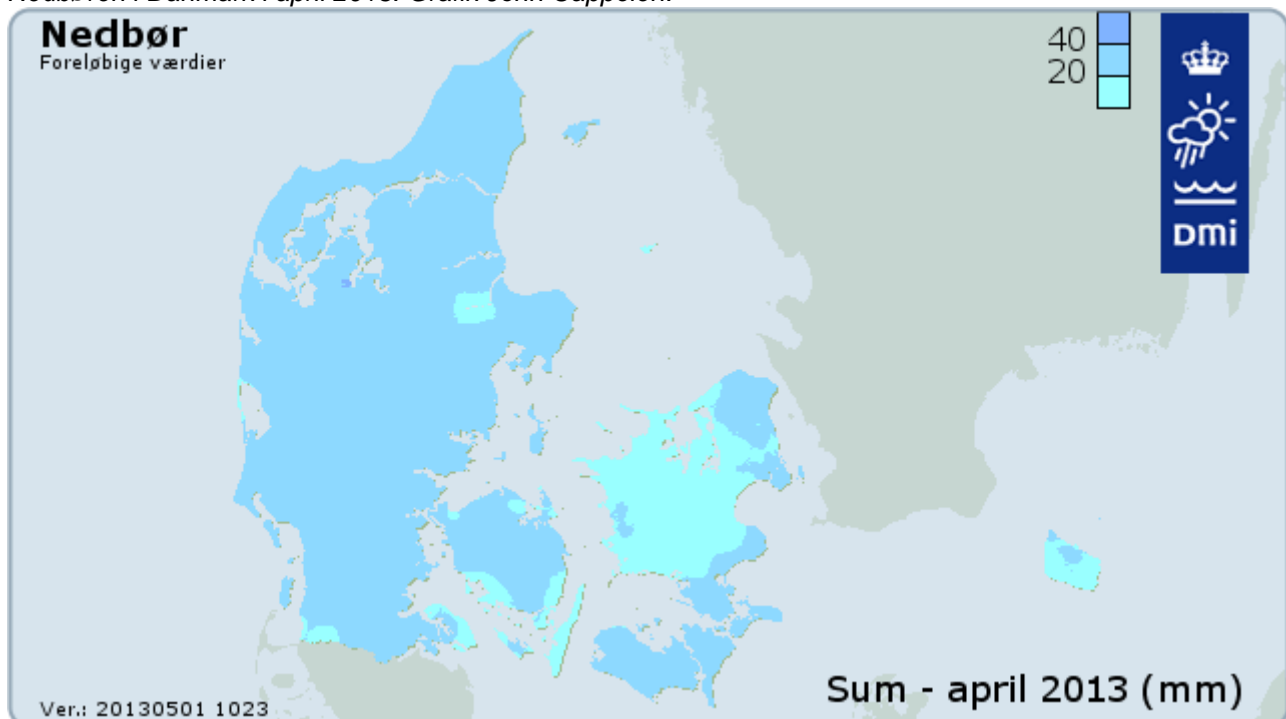 Nedbør
Foreløbige værdier
40
20
DMI
Sum - april 2013 (mm)
Ver.: 20130501 1023